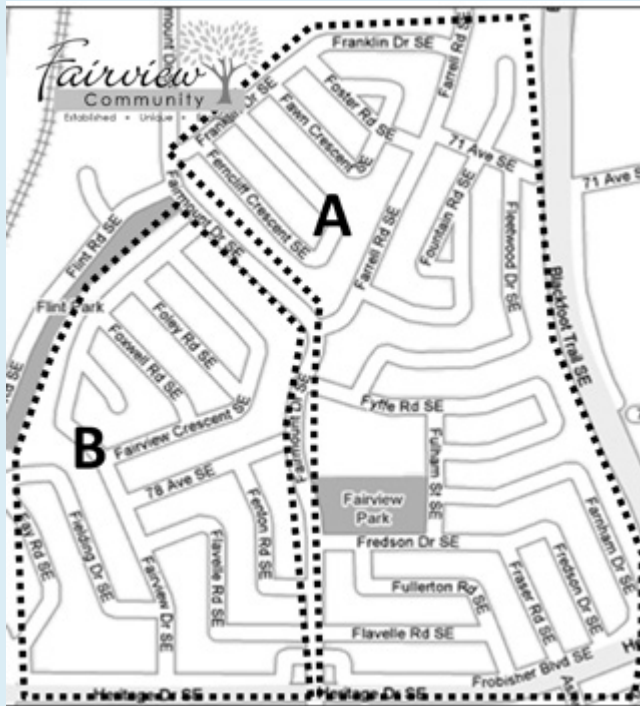 Fairview
Community
Established • Unique •
Franklin Dr SE
Farrell Rd SE
Foster Rd SE
Fawn Crescent SE
71 Ave SE
71 Ave S
Ferncliff Crescent SE
A
Farrell Rd SE
Fountain Rd SE
Fleetwood Dr SE
Fairmount Dr SE
Flint Rd SE
Flint Park
Blackfoot Trail SE
Foley Rd SE
Foxwell Rd SE
Fyffe Rd SE
B
Fairview Crescent SE
Fulham St SE
78 Ave SE
Fairview
Park
Fenton Rd SE
Fielding Dr SE
Fairview Dr SE
Flavelle Rd SE
Fredson Dr SE
Fullerton Rd SE
Fraser Rd SE
Fredson Dr SE
Farnham Dr SE
Flavelle Rd SE
Frobisher Blvd SE
Heritage Dr SE
Heritage Dr SE